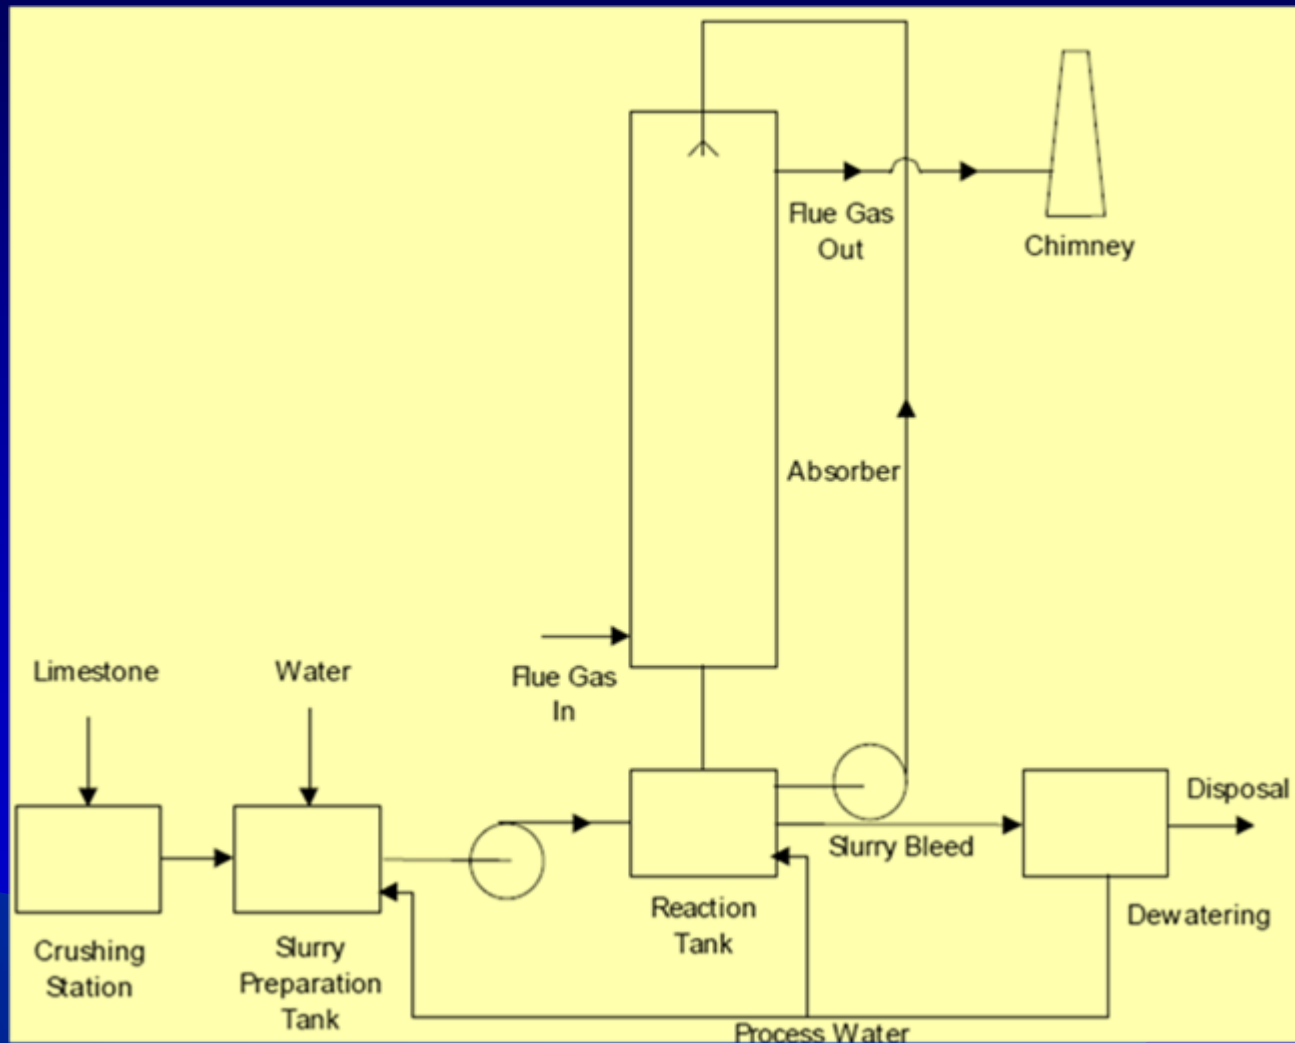 Flue Gas
Out
Chimney
Absorber
Limestone
Water
Flue Gas
In
Disposal
Slurry Bleed
Reaction
Tank
Dewatering
Crushing
Station
Slurry
Preparation
Tank
Process Water